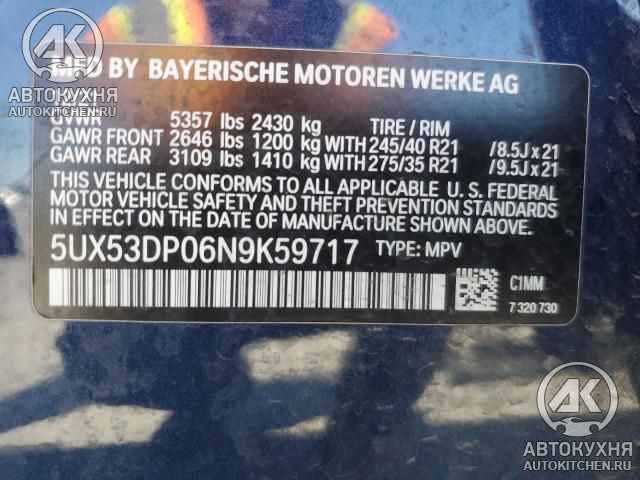 MFD BY BAYERISCHE MOTOREN WERKE AG
GVWR 5357 lbs 2430 kg TIRE / RIM
GAWR FRONT 2646 lbs 1200 kg WITH 245/40 R21 /8.5J x 21
GAWR REAR 3109 lbs 1410 kg WITH 275/35 R21 /9.5J x 21
THIS VEHICLE CONFORMS TO ALL APPLICABLE U. S. FEDERAL
MOTOR VEHICLE SAFETY AND THEFT PREVENTION STANDARDS
IN EFFECT ON THE DATE OF MANUFACTURE SHOWN ABOVE.
5UX53DP06N9K59717 TYPE: MPV
C1MM
7 320 730
AK
АВТОКУХНЯ
AUTOKITCHEN.RU
AK
АВТОКУХНЯ
AUTOKITCHEN.RU